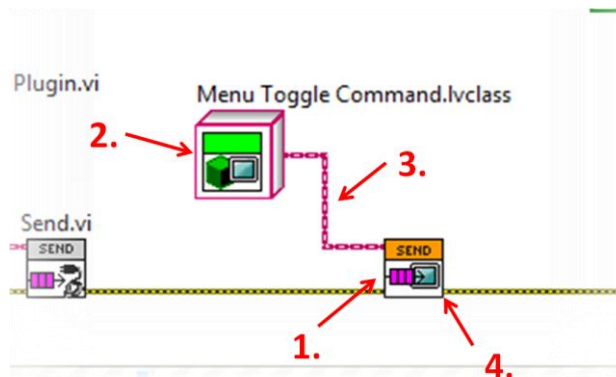 Plugin.vi
Menu Toggle Command.lvclass
2.
3.
Send.vi
SEND
SEND
1.
4.